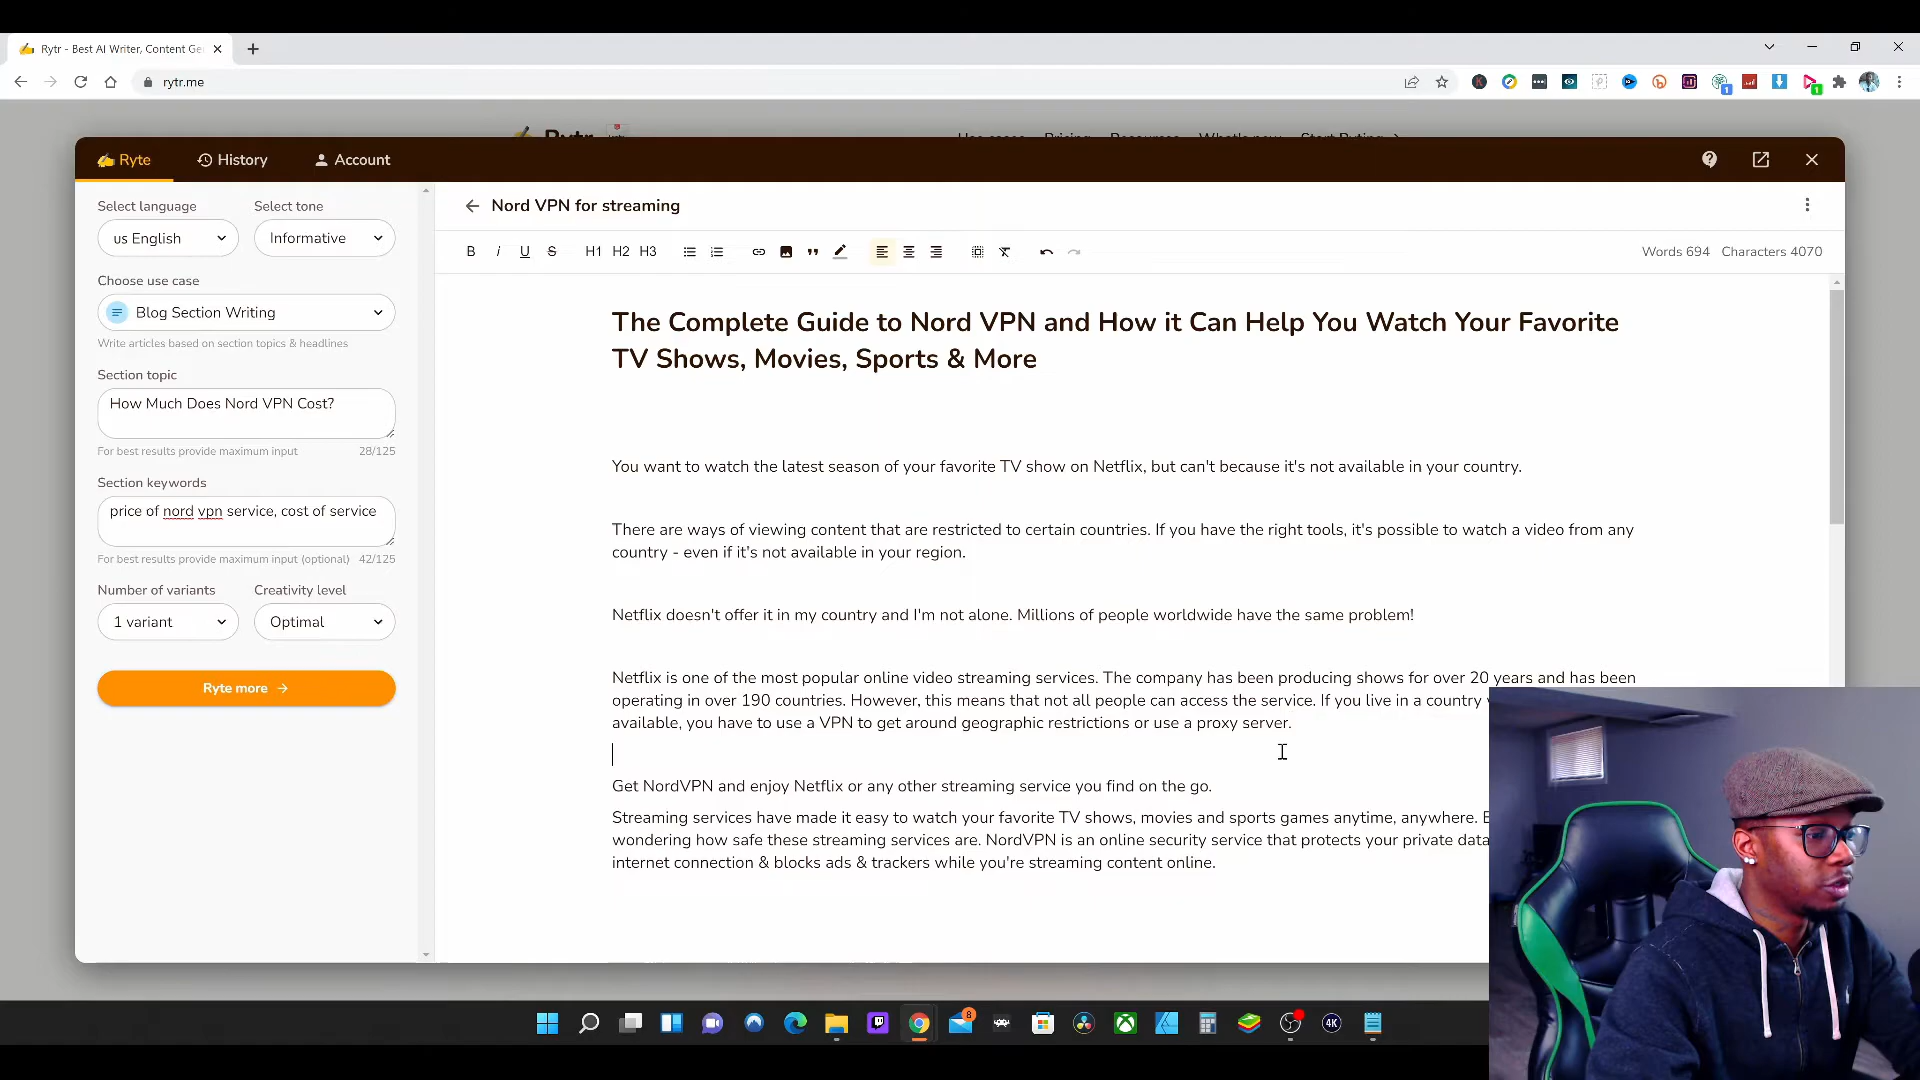 Rytr - Best AI Writer, Content Ge
rytr.me
Rytr
Use cases Pricing Resources What's new Start Ryting
Ryte
History
Account
Select language
Select tone
us English
Informative
Choose use case
Blog Section Writing
Write articles based on section topics & headlines
Section topic
How Much Does Nord VPN Cost?
For best results provide maximum input
28/125
Section keywords
price of nord vpn service, cost of service
For best results provide maximum input (optional)
42/125
Number of variants
Creativity level
1 variant
Optimal
Ryte more
Nord VPN for streaming
B i U S H1 H2 H3
Words 694 Characters 4070
The Complete Guide to Nord VPN and How it Can Help You Watch Your Favorite
TV Shows, Movies, Sports & More
You want to watch the latest season of your favorite TV show on Netflix, but can't because it's not available in your country.
There are ways of viewing content that are restricted to certain countries. If you have the right tools, it's possible to watch a video from any
country - even if it's not available in your region.
Netflix doesn't offer it in my country and I'm not alone. Millions of people worldwide have the same problem!
Netflix is one of the most popular online video streaming services. The company has been producing shows for over 20 years and has been
operating in over 190 countries. However, this means that not all people can access the service. If you live in a country
available, you have to use a VPN to get around geographic restrictions or use a proxy server.
Get NordVPN and enjoy Netflix or any other streaming service you find on the go.
Streaming services have made it easy to watch your favorite TV shows, movies and sports games anytime, anywhere.
wondering how safe these streaming services are. NordVPN is an online security service that protects your private data
internet connection & blocks ads & trackers while you're streaming content online.
8
4K
1
1